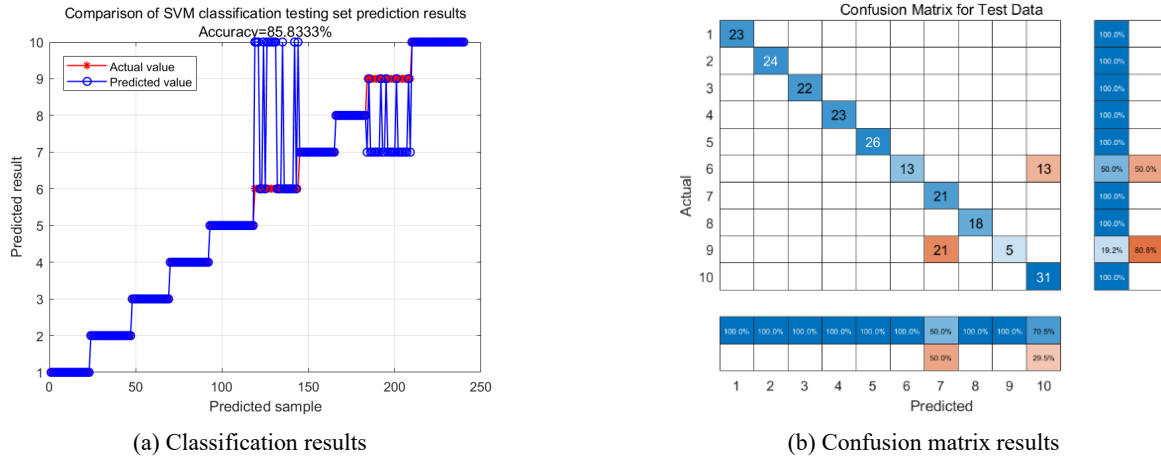 Comparison of SVM classification testing set prediction results
Accuracy=85.8333%
10
9
8
7
6
5
4
3
2
1
Actual value
Predicted value
Predicted result
0
50
100
150
200
250
Predicted sample
(a) Classification results
Confusion Matrix for Test Data
1 23 100.0%
2 24 100.0%
3 22 100.0%
4 23 100.0%
5 26 100.0%
6 13 13 50.0% 50.0%
7 21 100.0%
8 18 100.0%
9 21 5 19.2% 80.8%
10 31 100.0%
Actual
100.0% 100.0% 100.0% 100.0% 100.0% 100.0% 50.0% 100.0% 100.0% 70.5%
50.0% 29.5%
1 2 3 4 5 6 7 8 9 10
Predicted
(b) Confusion matrix results